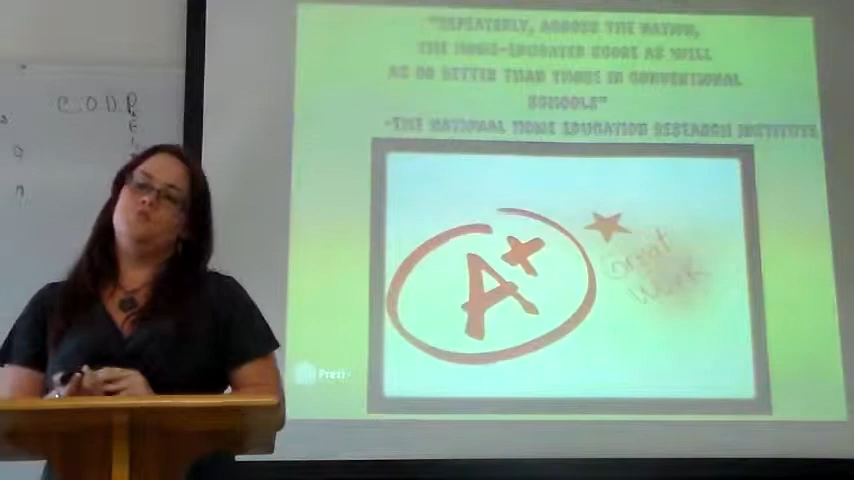 "REPEATEDLY, ACROSS THE NATION,
THE HOME-EDUCATED SCORE AS WELL
AS OR BETTER THAN THOSE IN CONVENTIONAL
SCHOOLS"
-THE NATIONAL HOME EDUCATION RESEARCH INSTITUTE
A+
Great
Work
Prezi